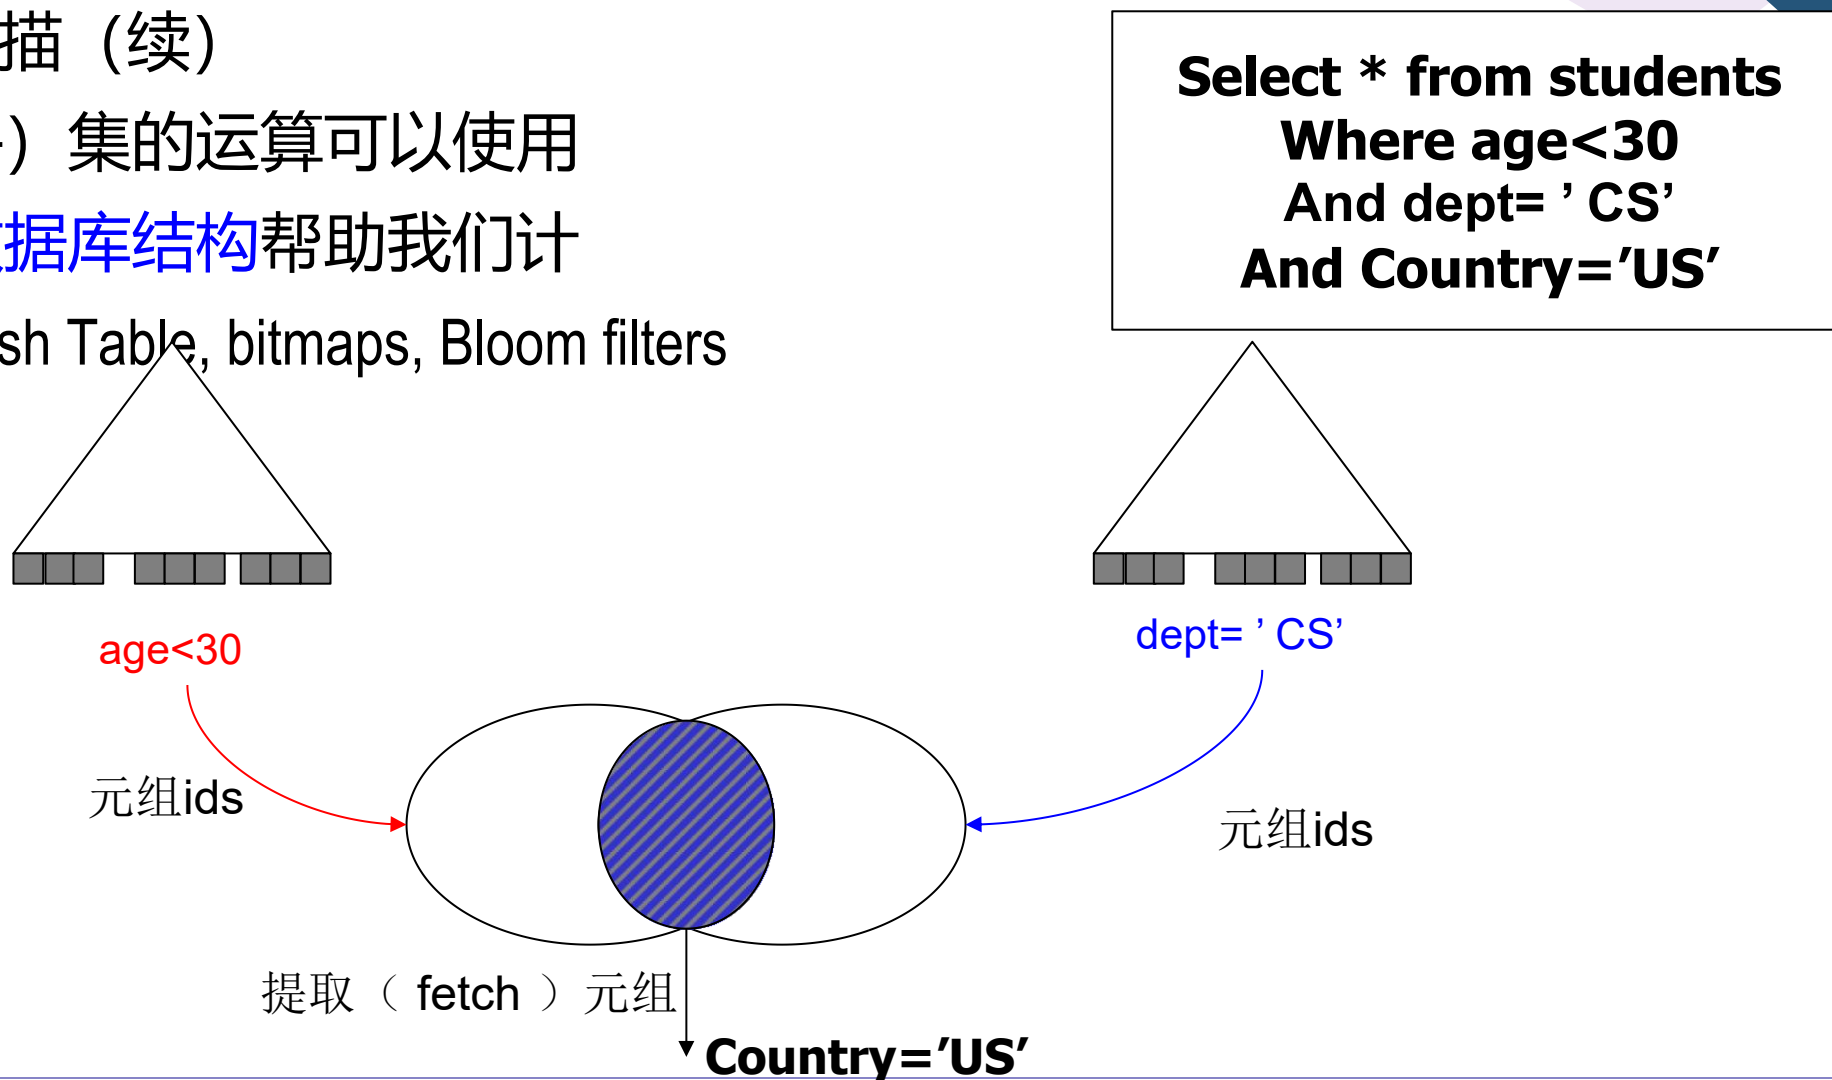 描（续）
）集的运算可以使用
据库结构帮助我们计
sh Table, bitmaps, Bloom filters
Select * from students
Where age<30
And dept= ’ CS’
And Country=’US’
age<30
dept= ’ CS’
元组ids
元组ids
提取（ fetch ）元组
Country=’US’